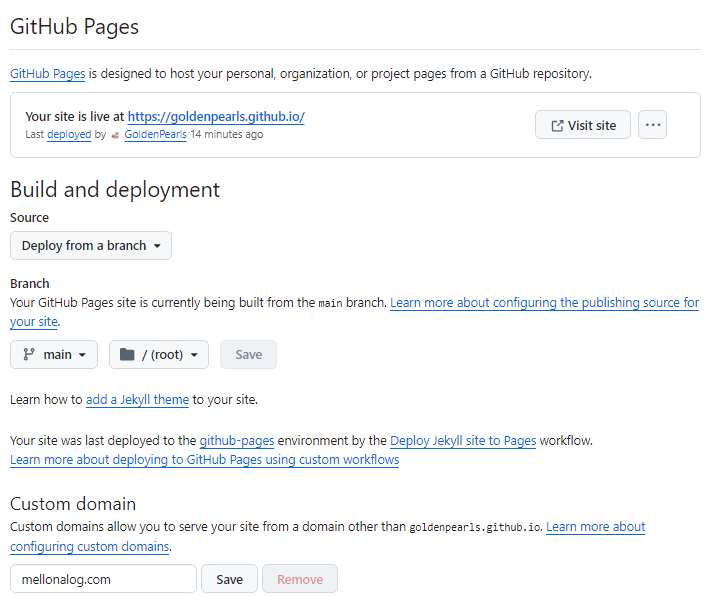 GitHub Pages
GitHub Pages is designed to host your personal, organization, or project pages from a GitHub repository.
Your site is live at https://goldenpearls.github.io/
Last deployed by GoldenPearls 14 minutes ago
Visit site
Build and deployment
Source
Deploy from a branch
Branch
Your GitHub Pages site is currently being built from the main branch. Learn more about configuring the publishing source for
your site.
main
/ (root)
Save
Learn how to add a Jekyll theme to your site.
Your site was last deployed to the github-pages environment by the Deploy Jekyll site to Pages workflow.
Learn more about deploying to GitHub Pages using custom workflows
Custom domain
Custom domains allow you to serve your site from a domain other than goldenpearls.github.io. Learn more about
configuring custom domains.
mellonalog.com
Save
Remove